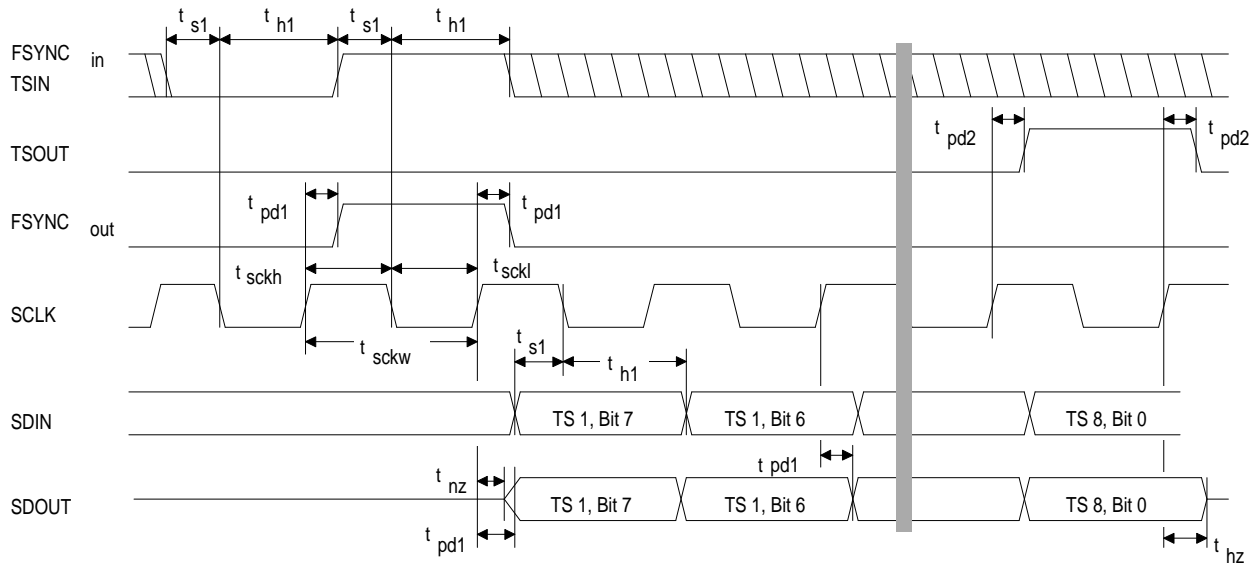 t s1 t h1 t s1 t h1
FSYNC in
TSIN
t pd2 t pd2
TSOUT
t pd1 t pd1
FSYNC out
t sckh t sckl
SCLK
t sckw t s1 t h1
SDIN TS 1, Bit 7 TS 1, Bit 6 TS 8, Bit 0
t nz t pd1
SDOUT TS 1, Bit 7 TS 1, Bit 6 TS 8, Bit 0
t pd1 t hz